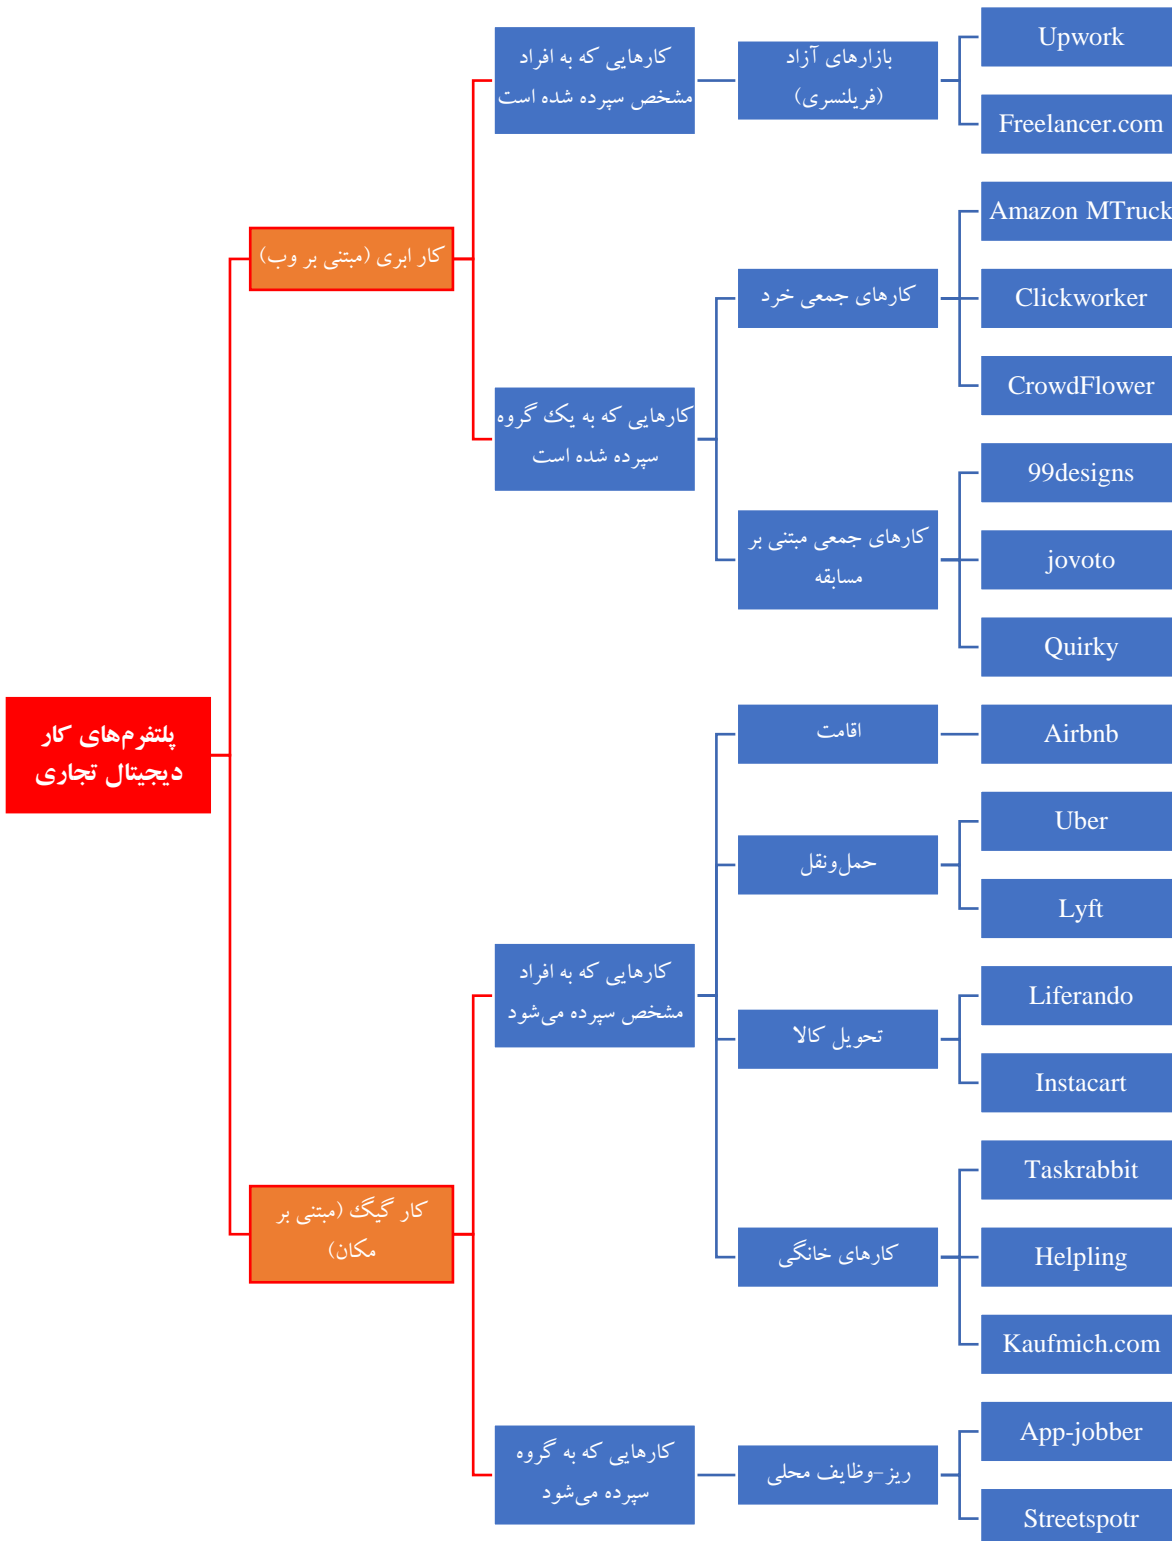 پلتفرم‌های کار
دیجیتال تجاری
کار ابری (مبتنی بر وب)
کارهایی که به افراد
مشخص سپرده شده است
بازارهای آزاد
(فریلنسری)
Upwork
Freelancer.com
کارهایی که به یک گروه
سپرده شده است
کارهای جمعی خرد
Amazon MTruck
Clickworker
CrowdFlower
کارهای جمعی مبتنی بر
مسابقه
99designs
jovoto
Quirky
کار گیگ (مبتنی بر
مکان)
کارهایی که به افراد
مشخص سپرده می‌شود
اقامت
Airbnb
حمل‌ونقل
Uber
Lyft
تحویل کالا
Liferando
Instacart
کارهای خانگی
Taskrabbit
Helpling
Kaufmich.com
کارهایی که به گروه
سپرده می‌شود
ریز-وظایف محلی
App-jobber
Streetspotr